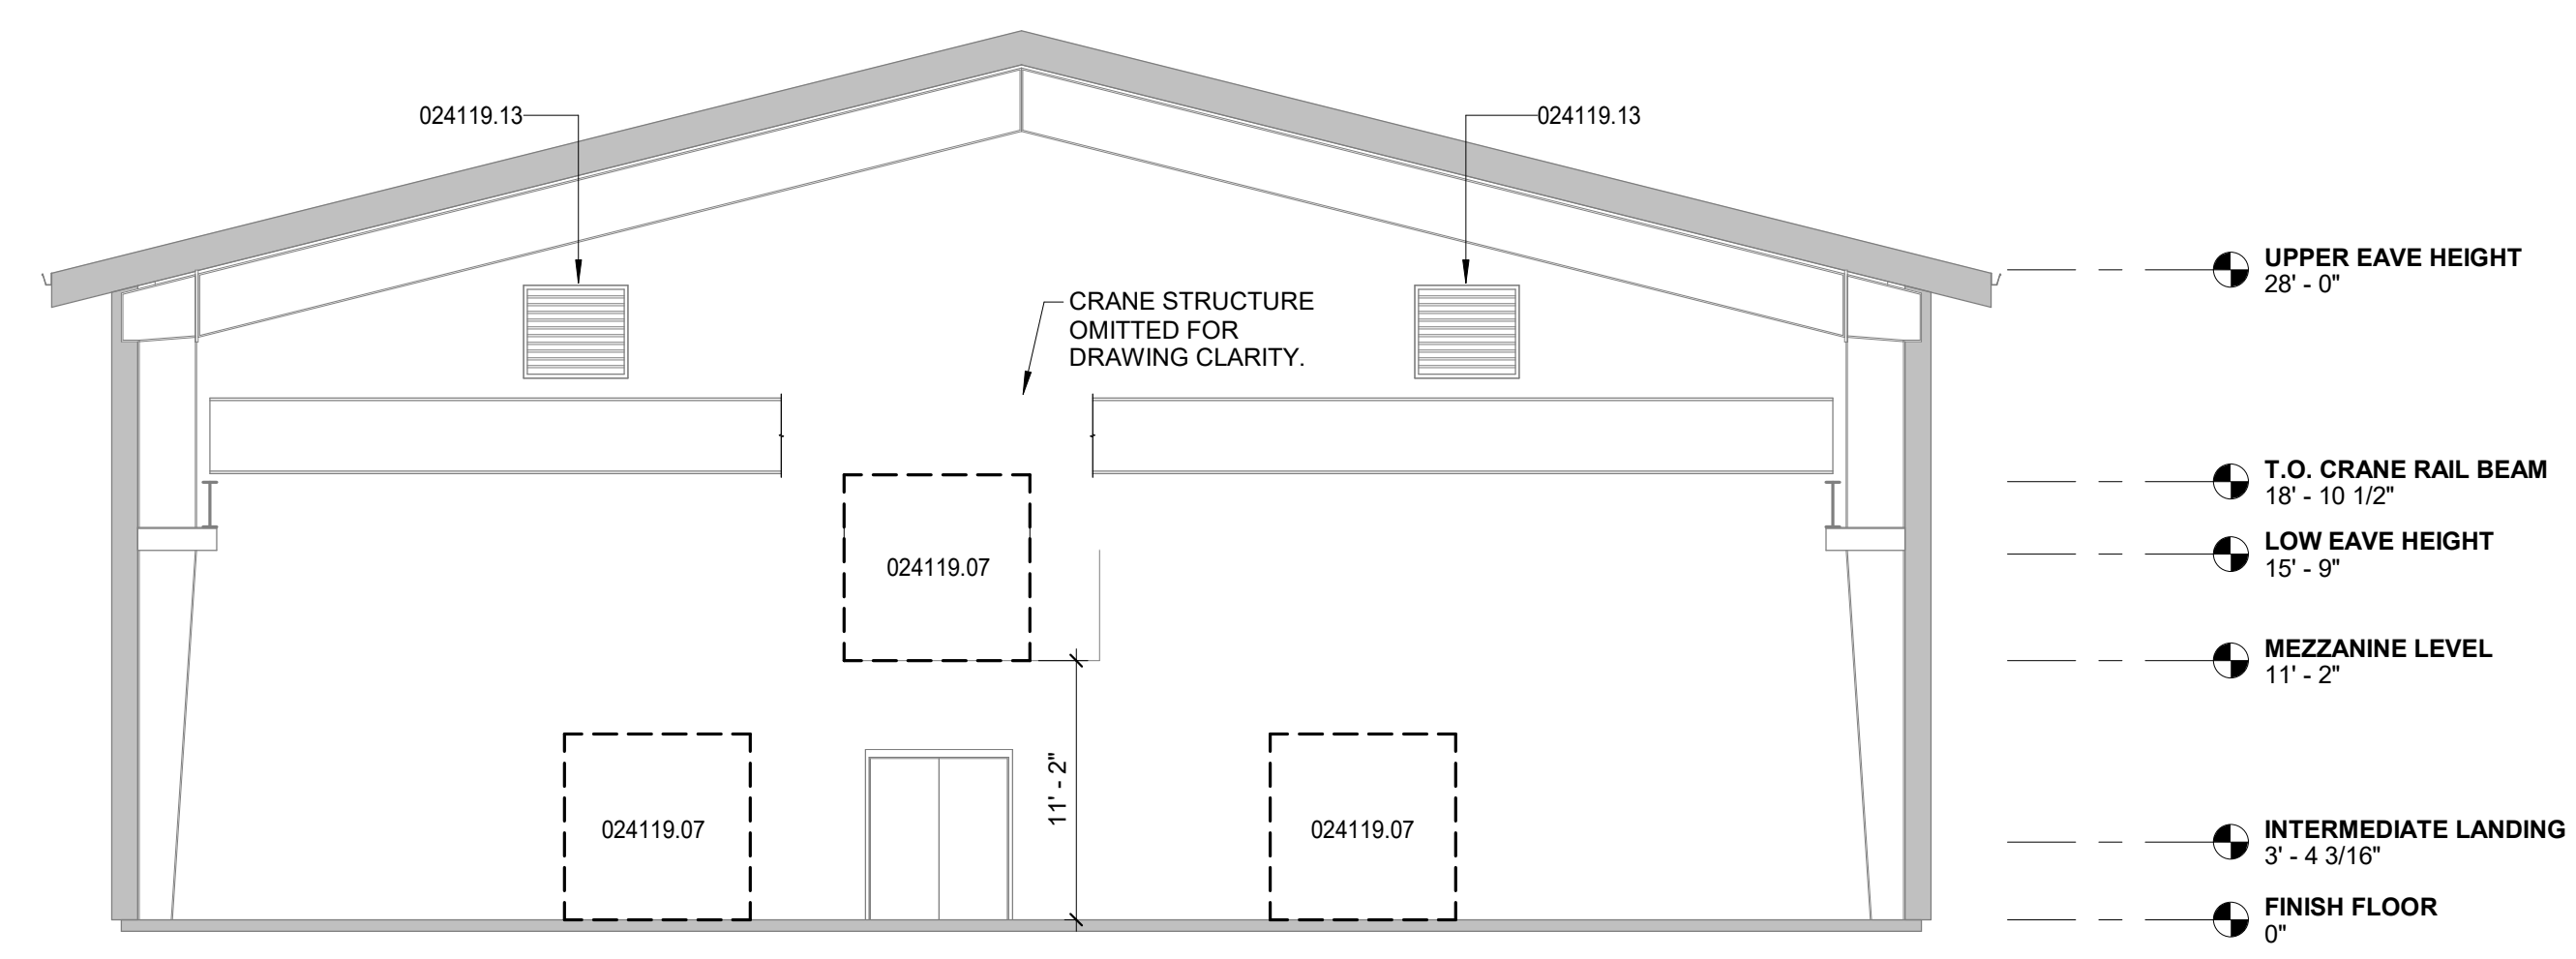 024119.13
024119.13
UPPER EAVE HEIGHT
28' - 0"
CRANE STRUCTURE
OMITTED FOR
DRAWING CLARITY.
T.O. CRANE RAIL BEAM
18' - 10 1/2"
LOW EAVE HEIGHT
15' - 9"
024119.07
MEZZANINE LEVEL
11' - 2"
11' - 2"
024119.07
024119.07
INTERMEDIATE LANDING
3' - 4 3/16"
FINISH FLOOR
0"